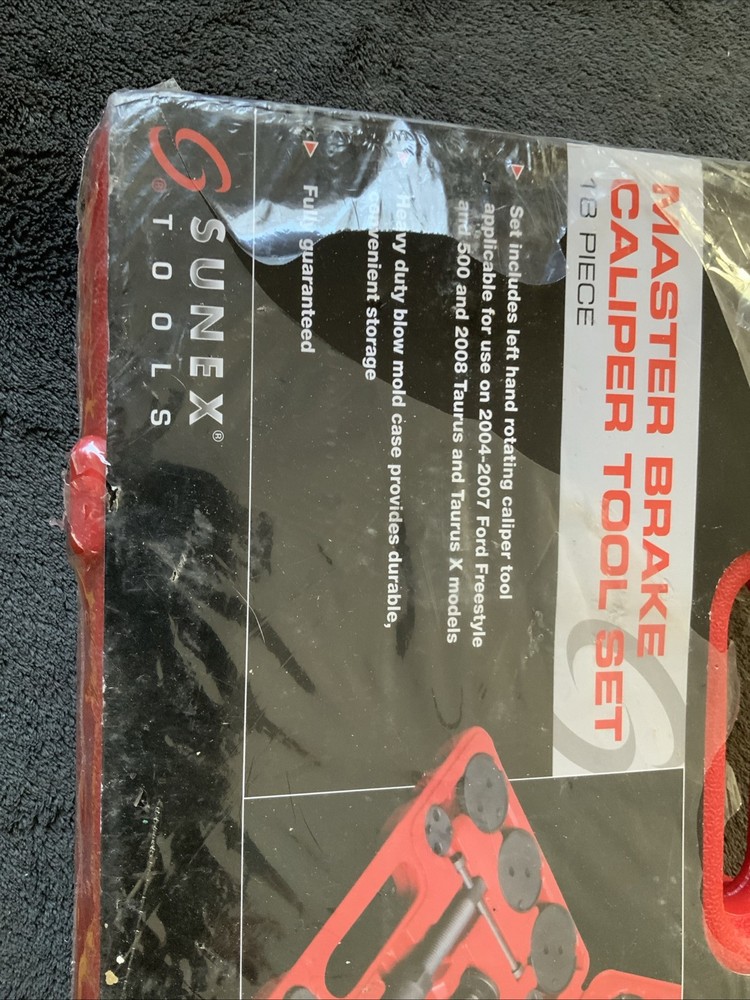 MASTER BRAKE
CALIPER TOOL SET
18 PIECE
Set includes left hand rotating caliper tool
applicable for use on 2004-2007 Ford Freestyle
and 500 and 2008 Taurus and Taurus X models
Heavy duty blow mold case provides durable,
convenient storage
Full guaranteed
SUNEX®
TOOLS
®